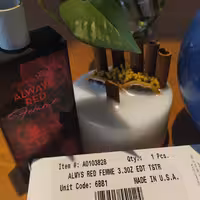 ALWAYS
RED
Femme
Item #: A0103828 Qty: 1 Pcs.
ALWYS RED FEMME 3.3OZ EDT TSTR
Unit Code: 6BB1 MADE IN U.S.A.